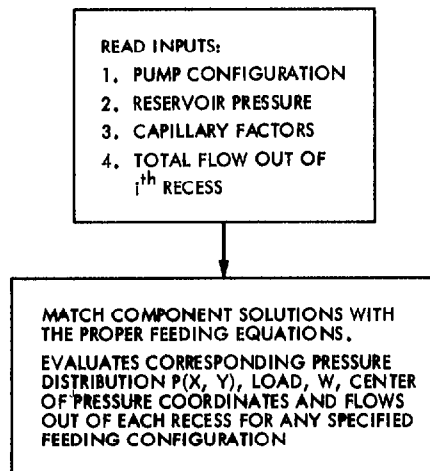 READ INPUTS:
1. PUMP CONFIGURATION
2. RESERVOIR PRESSURE
3. CAPILLARY FACTORS
4. TOTAL FLOW OUT OF
ith RECESS
MATCH COMPONENT SOLUTIONS WITH
THE PROPER FEEDING EQUATIONS.
EVALUATES CORRESPONDING PRESSURE
DISTRIBUTION P(X, Y), LOAD, W, CENTER
OF PRESSURE COORDINATES AND FLOWS
OUT OF EACH RECESS FOR ANY SPECIFIED
FEEDING CONFIGURATION